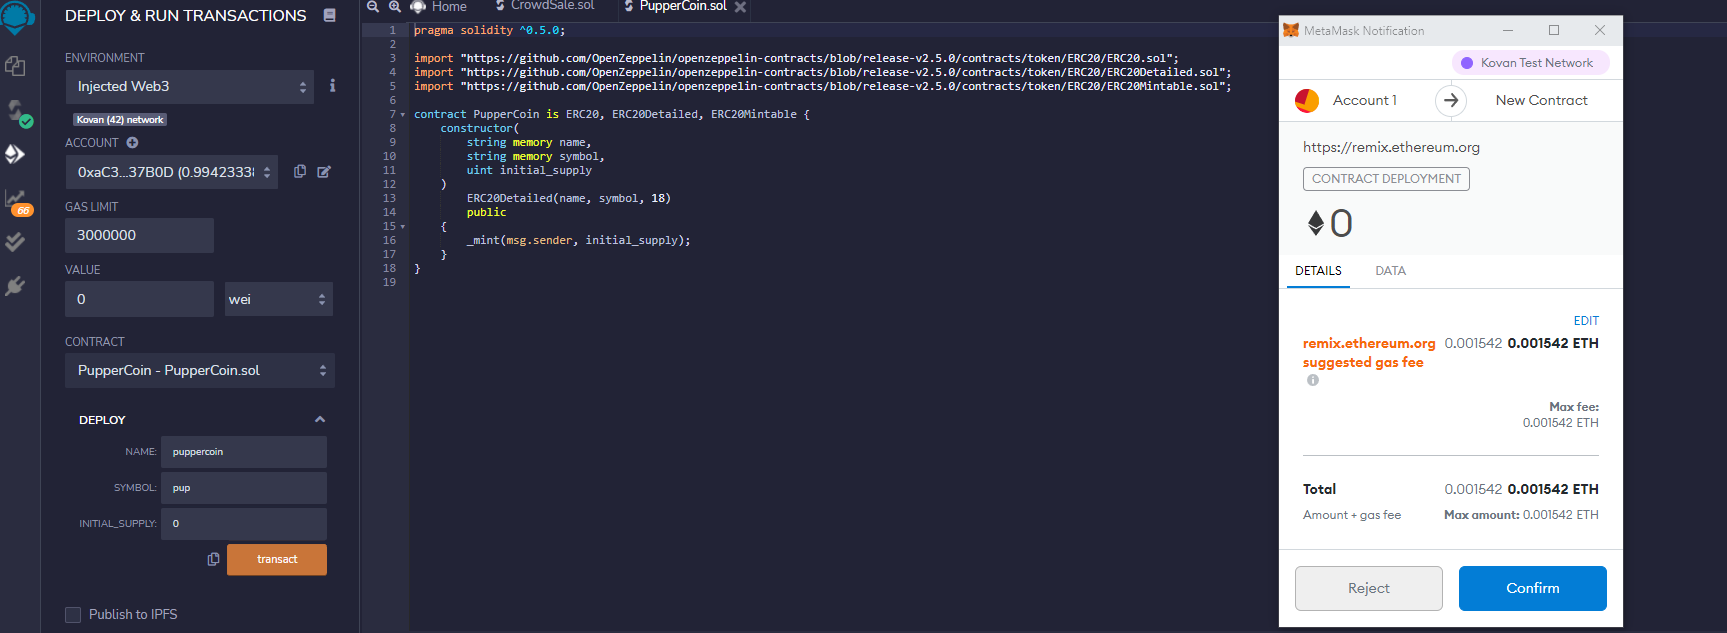 DEPLOY & RUN TRANSACTIONS
ENVIRONMENT
Injected Web3
Kovan (42) network
ACCOUNT
0xaC3...37B0D (0.99423338
GAS LIMIT
3000000
VALUE
0
wei
CONTRACT
PupperCoin - PupperCoin.sol
DEPLOY
NAME: puppercoin
SYMBOL: pup
INITIAL_SUPPLY: 0
transact
Publish to IPFS
66
Home
CrowdSale.sol
PupperCoin.sol
1 pragma solidity ^0.5.0;
2
3 import "https://github.com/OpenZeppelin/openzeppelin-contracts/blob/release-v2.5.0/contracts/token/ERC20/ERC20.sol";
4 import "https://github.com/OpenZeppelin/openzeppelin-contracts/blob/release-v2.5.0/contracts/token/ERC20/ERC20Detailed.sol";
5 import "https://github.com/OpenZeppelin/openzeppelin-contracts/blob/release-v2.5.0/contracts/token/ERC20/ERC20Mintable.sol";
6
7 contract PupperCoin is ERC20, ERC20Detailed, ERC20Mintable {
8 constructor(
9 string memory name,
10 string memory symbol,
11 uint initial_supply
12 )
13 ERC20Detailed(name, symbol, 18)
14 public
15 {
16 _mint(msg.sender, initial_supply);
17 }
18 }
19
MetaMask Notification
Kovan Test Network
Account 1
New Contract
https://remix.ethereum.org
CONTRACT DEPLOYMENT
0
DETAILS
DATA
EDIT
remix.ethereum.org 0.001542 0.001542 ETH
suggested gas fee
Max fee:
0.001542 ETH
Total 0.001542 0.001542 ETH
Amount + gas fee Max amount: 0.001542 ETH
Reject
Confirm